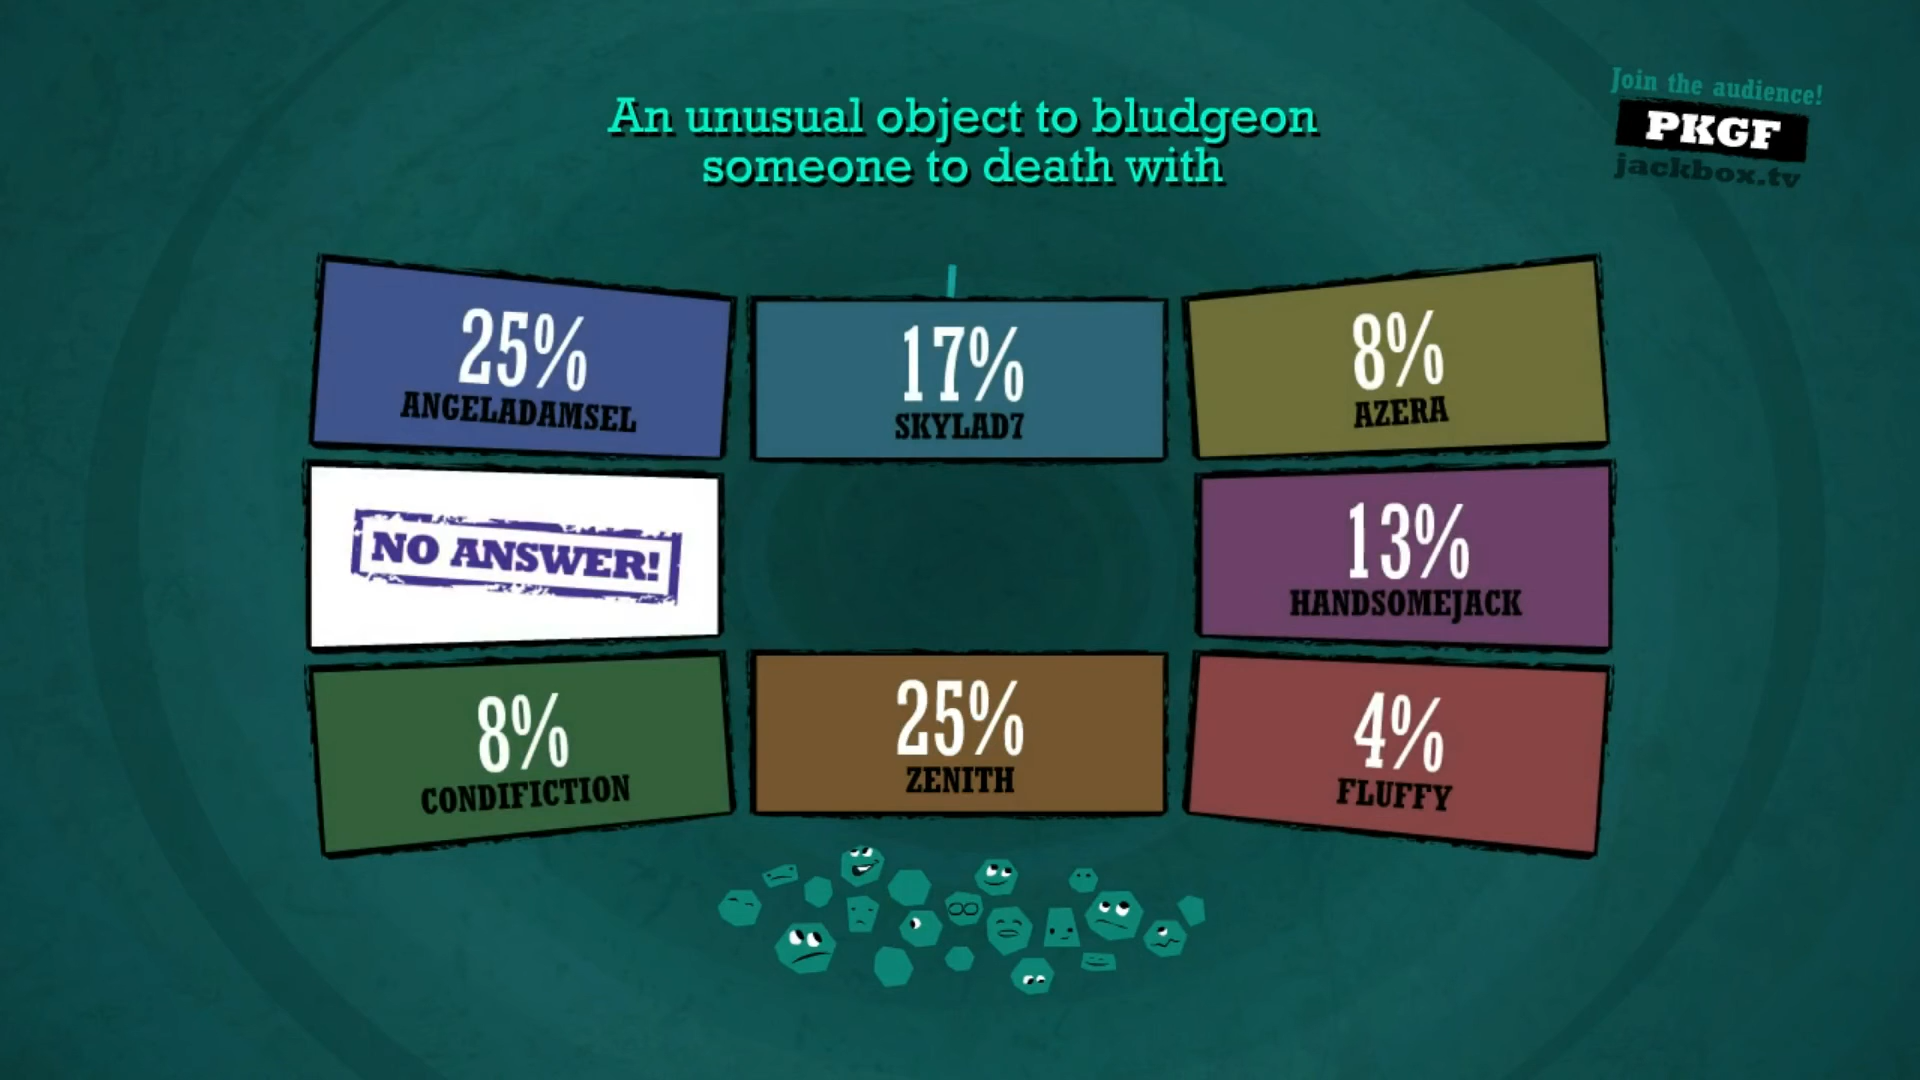 An unusual object to bludgeon
someone to death with
Join the audience!
PKGF
jackbox.tv
25%
ANGELADAMSEL
17%
SKYLAD7
8%
AZERA
NO ANSWER!
13%
HANDSOMEJACK
8%
CONDIFICTION
25%
ZENITH
4%
FLUFFY